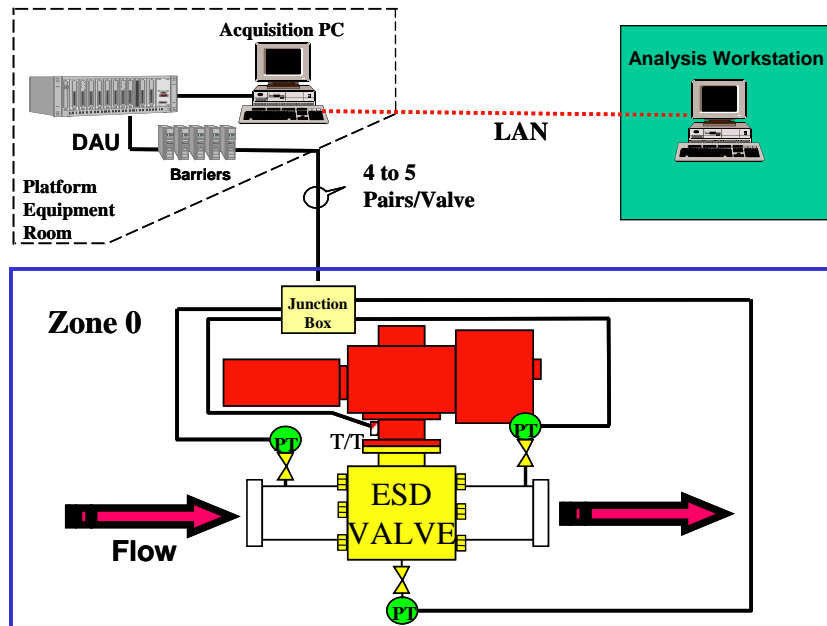 Acquisition PC
Analysis Workstation
DAU
LAN
Barriers
4 to 5
Pairs/Valve
Platform
Equipment
Room
Zone 0
Junction
Box
T/T
PT
PT
ESD
VALVE
Flow
PT